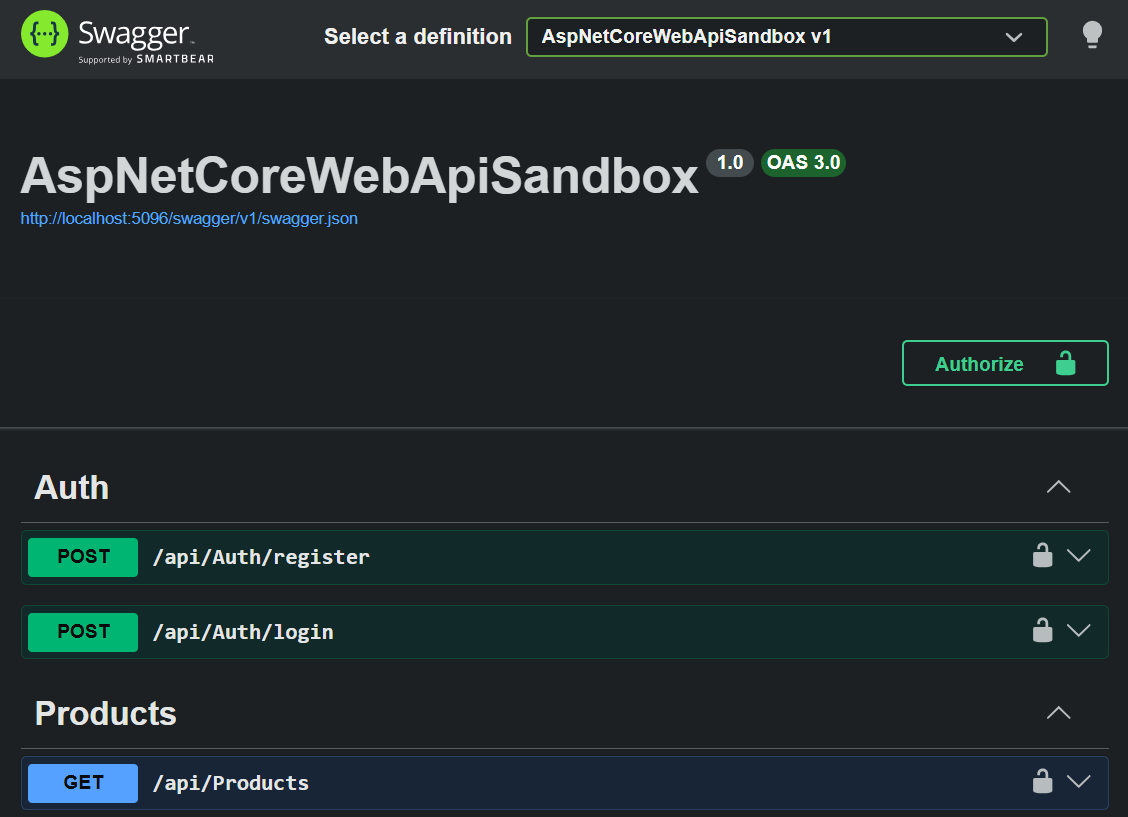 Swagger
Supported by SMARTBEAR
Select a definition
AspNetCoreWebApiSandbox v1
AspNetCoreWebApiSandbox 1.0 OAS 3.0
http://localhost:5096/swagger/v1/swagger.json
Authorize
Auth
POST /api/Auth/register
POST /api/Auth/login
Products
GET /api/Products